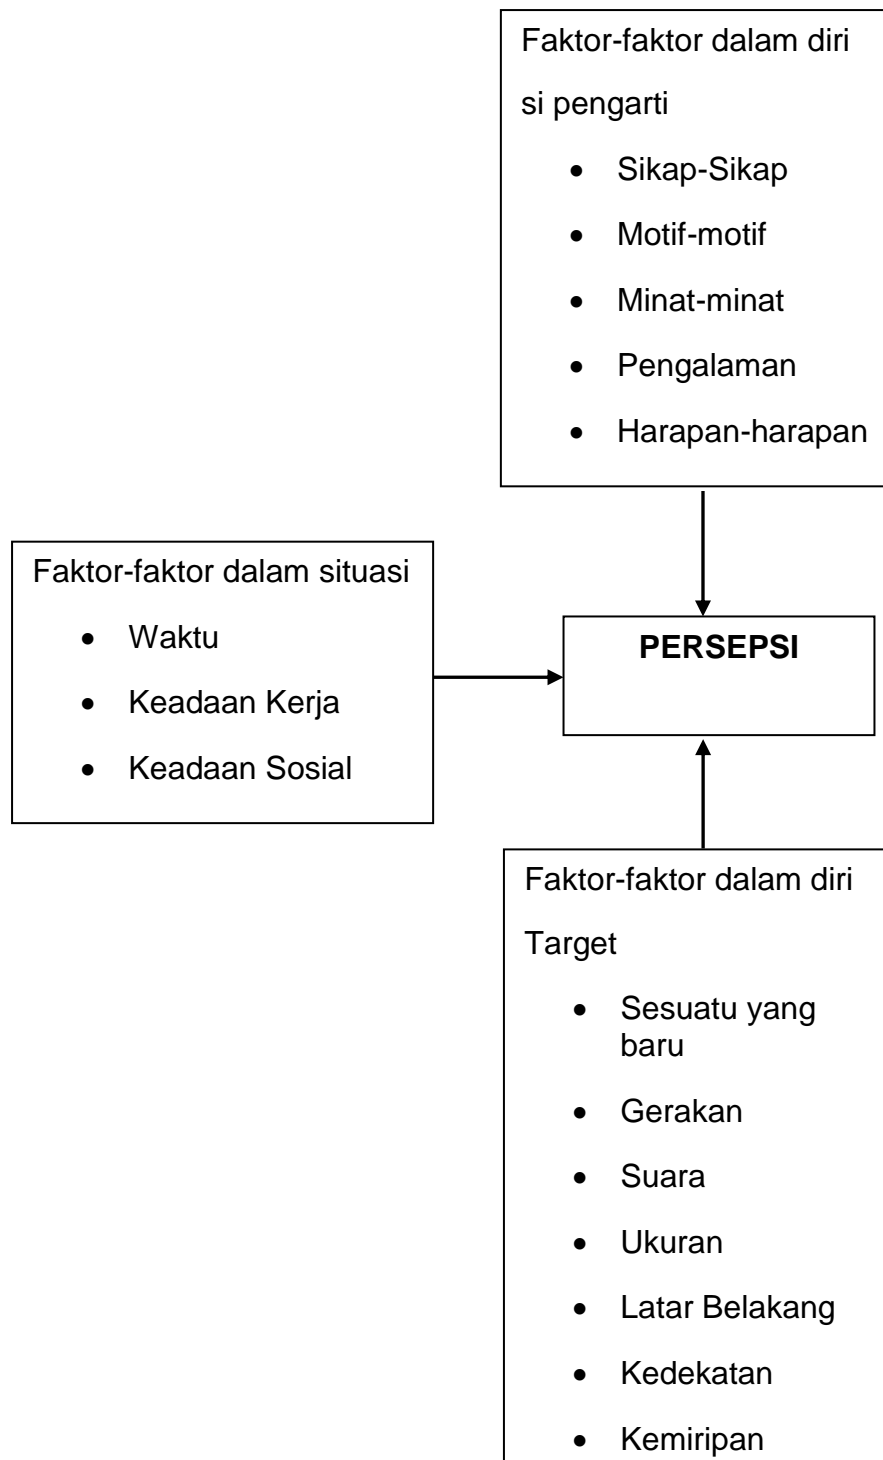 Faktor-faktor dalam diri
si pengarti
• Sikap-Sikap
• Motif-motif
• Minat-minat
• Pengalaman
• Harapan-harapan
Faktor-faktor dalam situasi
• Waktu
• Keadaan Kerja
• Keadaan Sosial
PERSEPSI
Faktor-faktor dalam diri
Target
• Sesuatu yang
baru
• Gerakan
• Suara
• Ukuran
• Latar Belakang
• Kedekatan
• Kemiripan